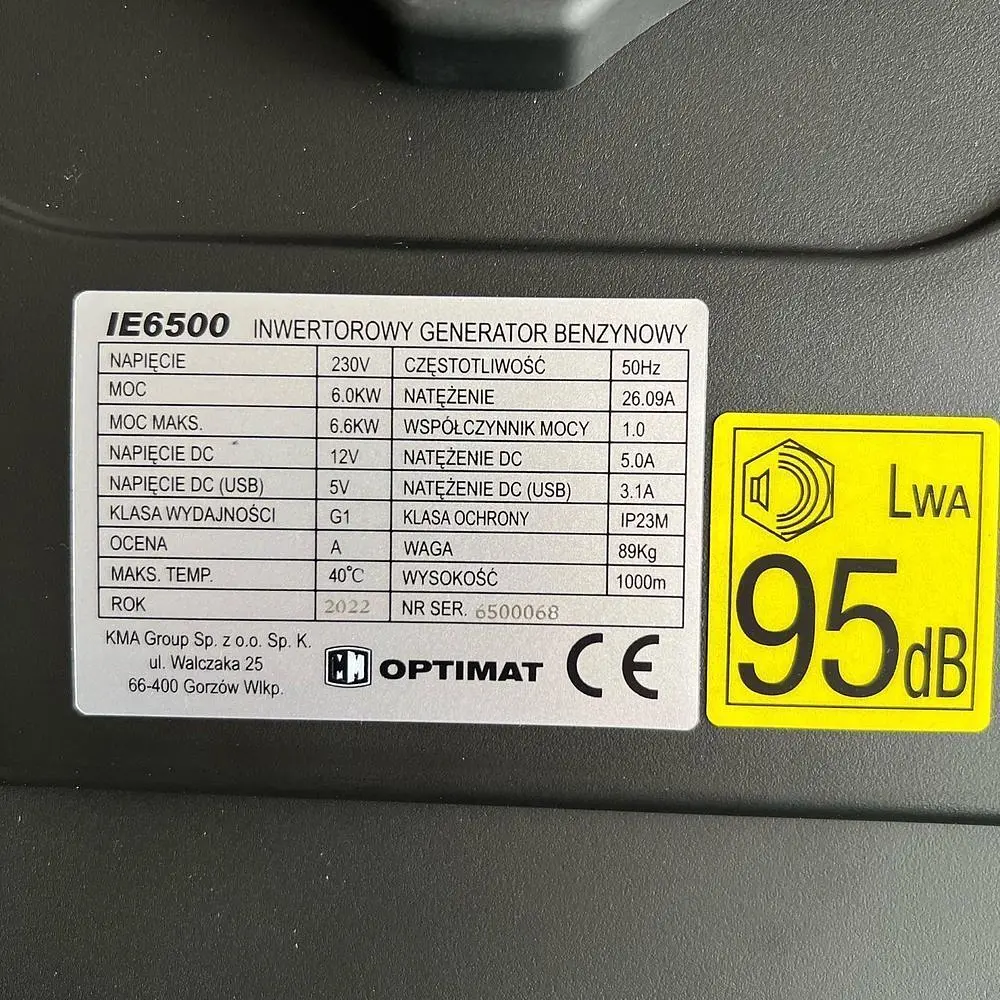 IE6500 INWERTOROWY GENERATOR BENZYNOWY
NAPIĘCIE 230V CZĘSTOTLIWOŚĆ 50Hz
MOC 6.0KW NATĘŻENIE 26.09A
MOC MAKS. 6.6KW WSPÓŁCZYNNIK MOCY 1.0
NAPIĘCIE DC 12V NATĘŻENIE DC 5.0A
NAPIĘCIE DC (USB) 5V NATĘŻENIE DC (USB) 3.1A
KLASA WYDAJNOŚCI G1 KLASA OCHRONY IP23M
OCENA A WAGA 89Kg
MAKS. TEMP. 40°C WYSOKOŚĆ 1000m
ROK 2022 NR SER. 6500068
KMA Group Sp. z o.o. Sp. K.
ul. Walczaka 25
66-400 Gorzów Wlkp.
OPTIMAT CE
LWA
95dB